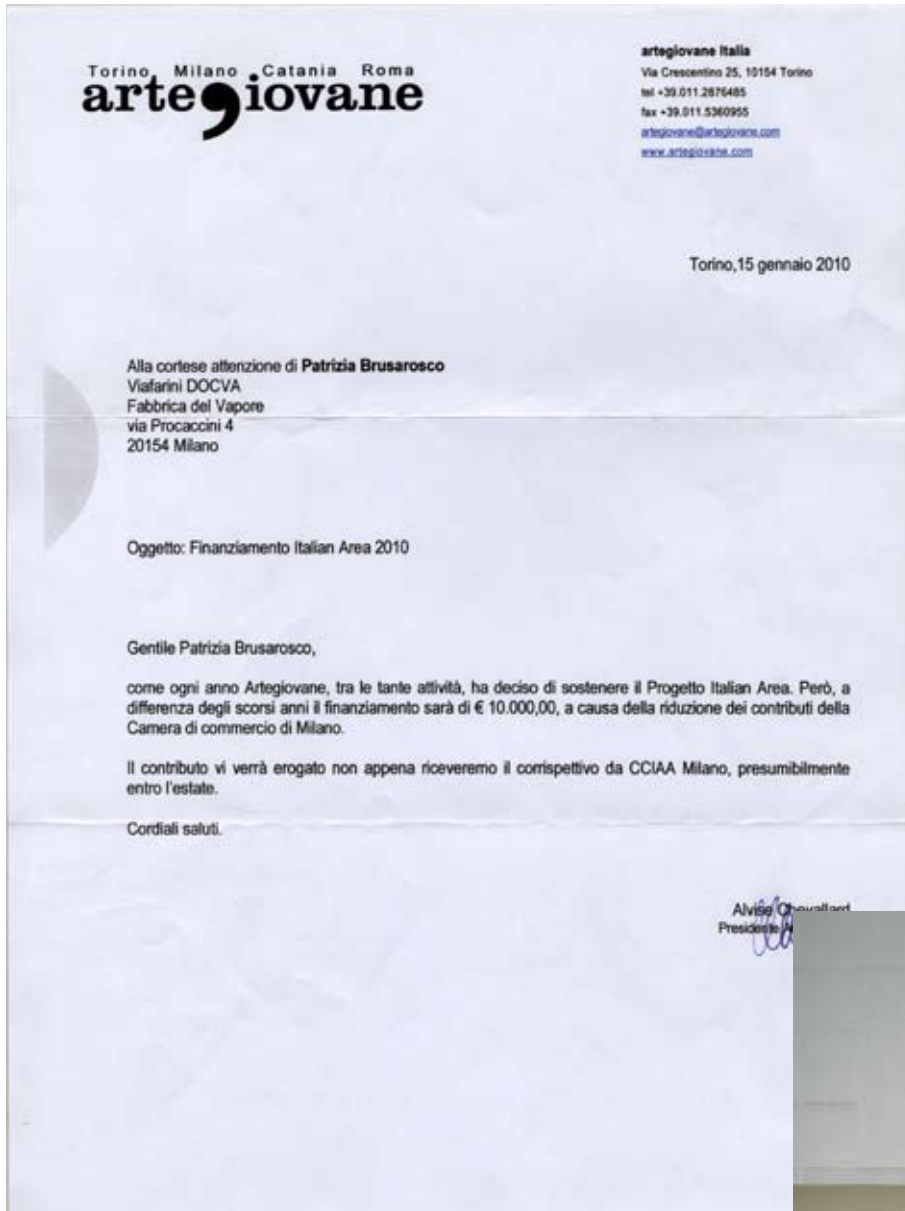 Torino Milano Catania Roma
artegiovane
artegiovane Italia
Via Crescentino 25, 10154 Torino
tel +39.011.2876485
fax +39.011.5360955
artegiovane@artegiovane.com
www.artegiovane.com
Torino,15 gennaio 2010
Alla cortese attenzione di Patrizia Brusarosco
Viafarini DOCVA
Fabbrica del Vapore
via Procaccini 4
20154 Milano
Oggetto: Finanziamento Italian Area 2010
Gentile Patrizia Brusarosco,
come ogni anno Artegiovane, tra le tante attività, ha deciso di sostenere il Progetto Italian Area. Però, a
differenza degli scorsi anni il finanziamento sarà di € 10.000,00, a causa della riduzione dei contributi della
Camera di commercio di Milano.
Il contributo vi verrà erogato non appena riceveremo il corrispettivo da CCIAA Milano, presumibilmente
entro l'estate.
Cordiali saluti.
Alvise Chevallard
Presidente